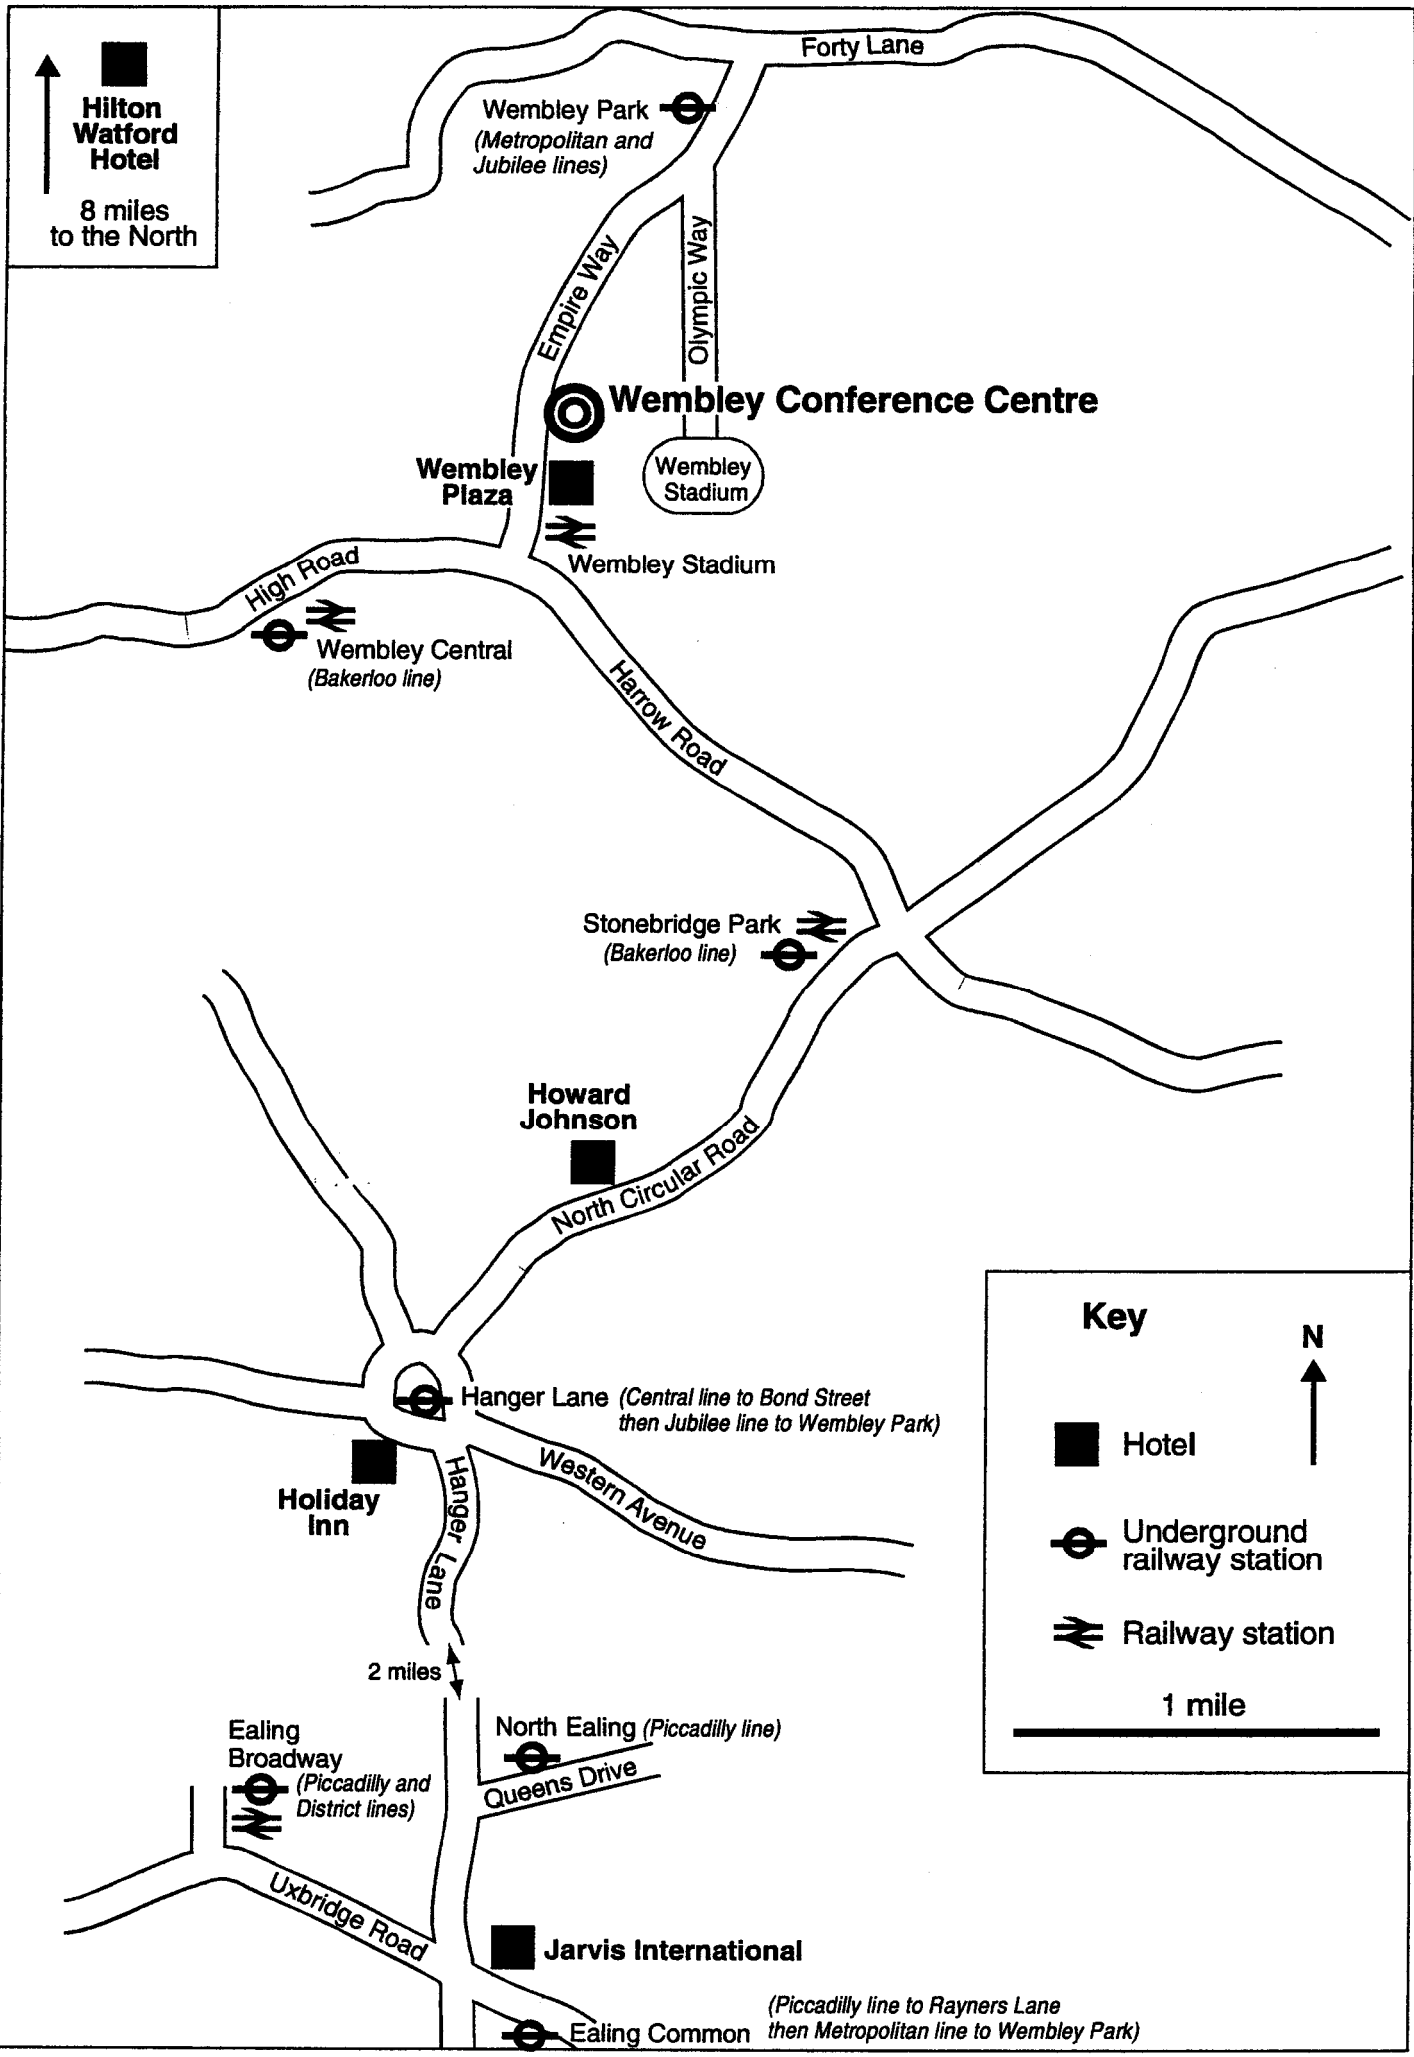 Hilton
Watford
Hotel
8 miles
to the North
Forty Lane
Wembley Park
(Metropolitan and
Jubilee lines)
Empire Way
Olympic Way
Wembley Conference Centre
Wembley
Plaza
Wembley
Stadium
Wembley Stadium
High Road
Wembley Central
(Bakerloo line)
Harrow Road
Stonebridge Park
(Bakerloo line)
Howard
Johnson
North Circular Road
Hanger Lane (Central line to Bond Street
then Jubilee line to Wembley Park)
Holiday
Inn
Hanger Lane
Western Avenue
Key
N
Hotel
Underground
railway station
Railway station
1 mile
2 miles
North Ealing (Piccadilly line)
Queens Drive
Ealing
Broadway
(Piccadilly and
District lines)
Uxbridge Road
Jarvis International
Ealing Common
(Piccadilly line to Rayners Lane
then Metropolitan line to Wembley Park)